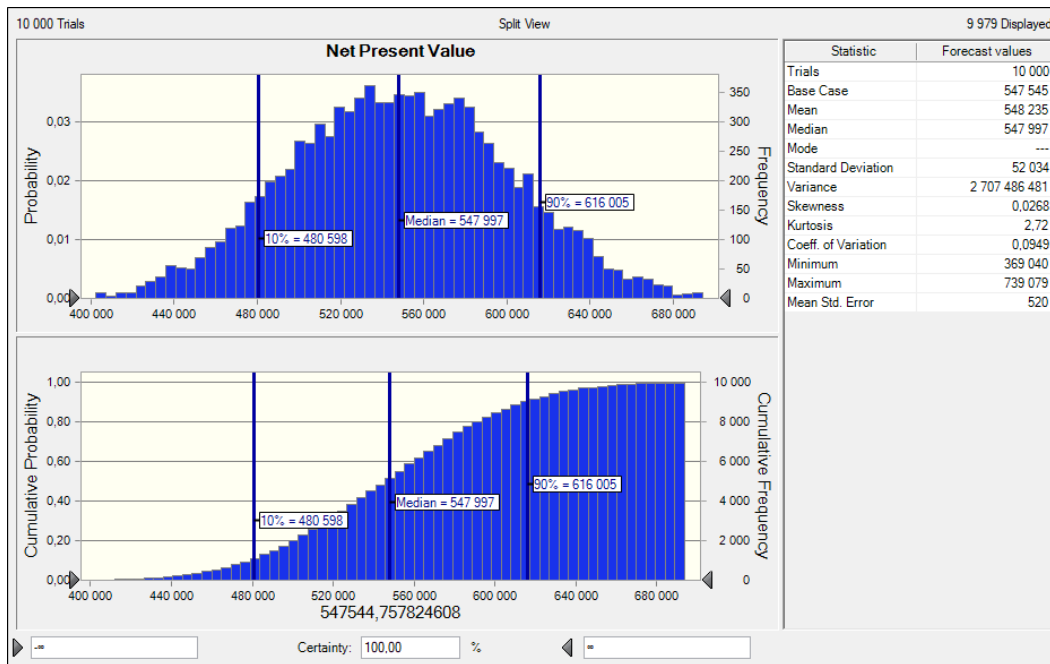 10 000 Trials
Split View
9 979 Displayed
Net Present Value
Probability
0,03
0,02
0,01
0,00
350
300
250
200
150
100
50
0
Frequency
10% = 480 598
Median = 547 997
90% = 616 005
400 000 440 000 480 000 520 000 560 000 600 000 640 000 680 000
Cumulative Probability
1,00
0,80
0,60
0,40
0,20
0,00
10 000
8 000
6 000
4 000
2 000
0
Cumulative Frequency
10% = 480 598
Median = 547 997
90% = 616 005
400 000 440 000 480 000 520 000 560 000 600 000 640 000 680 000
547544,757824608
Statistic Forecast values
Trials 10 000
Base Case 547 545
Mean 548 235
Median 547 997
Mode ---
Standard Deviation 52 034
Variance 2 707 486 481
Skewness 0,0268
Kurtosis 2,72
Coeff. of Variation 0,0949
Minimum 369 040
Maximum 739 079
Mean Std. Error 520
-∞ Certainty: 100,00 % ∞